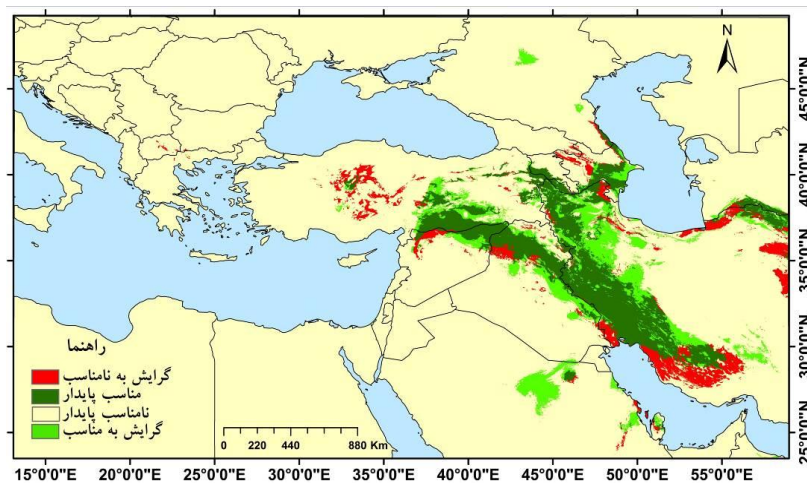 N
45°0'0"N
40°0'0"N
35°0'0"N
30°0'0"N
25°0'0"N
راهنما
گرایش به نامناسب
مناسب پایدار
نامناسب پایدار
گرایش به مناسب
0 220 440 880 Km
15°0'0"E 20°0'0"E 25°0'0"E 30°0'0"E 35°0'0"E 40°0'0"E 45°0'0"E 50°0'0"E 55°0'0"E